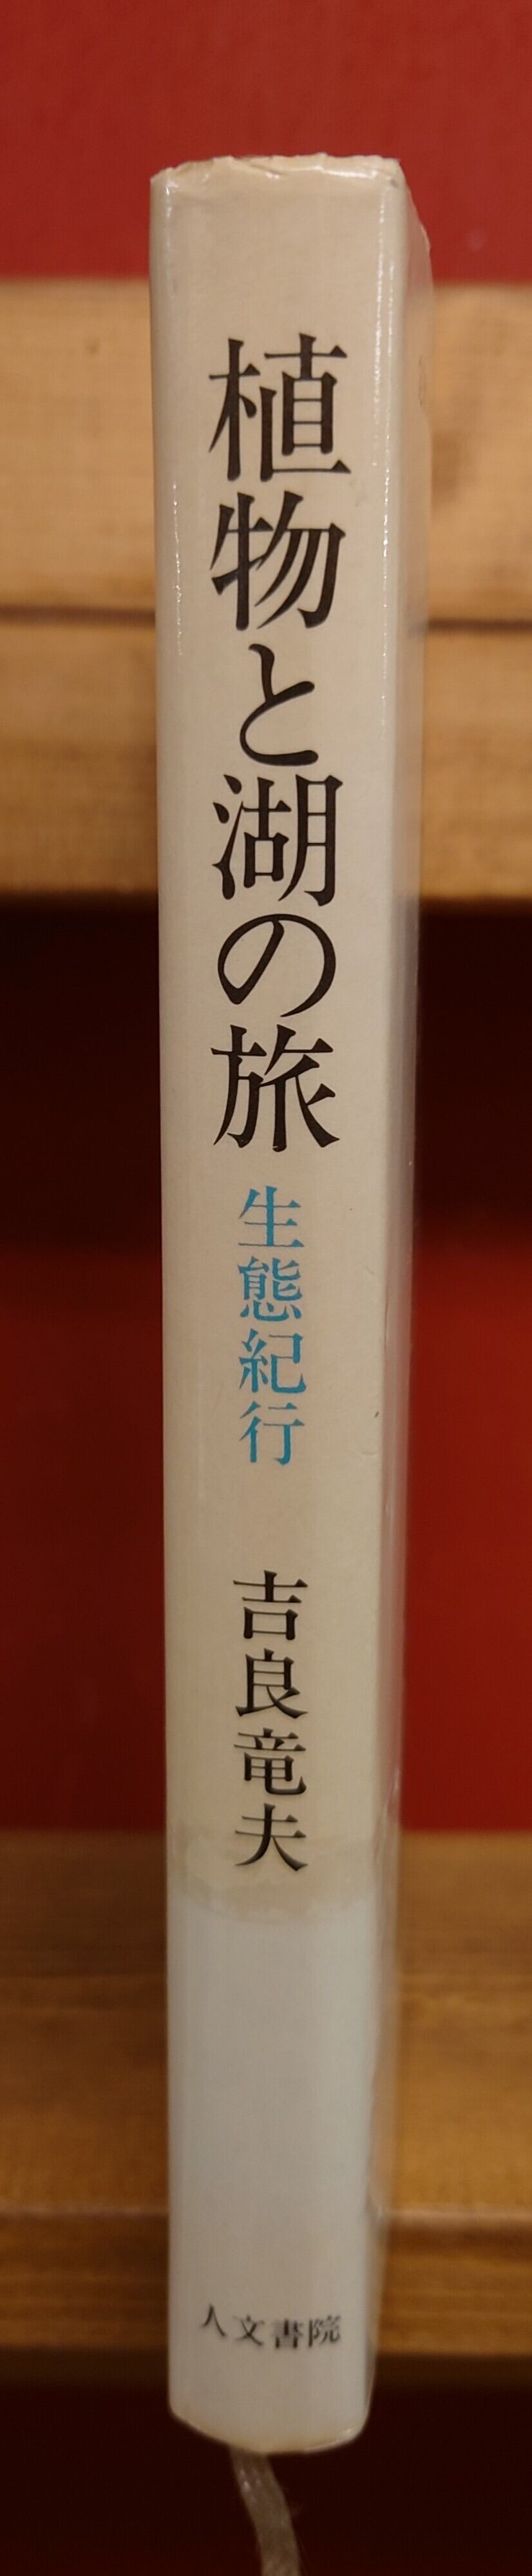 植物と湖の旅
生態紀行
吉良竜夫
人文書院